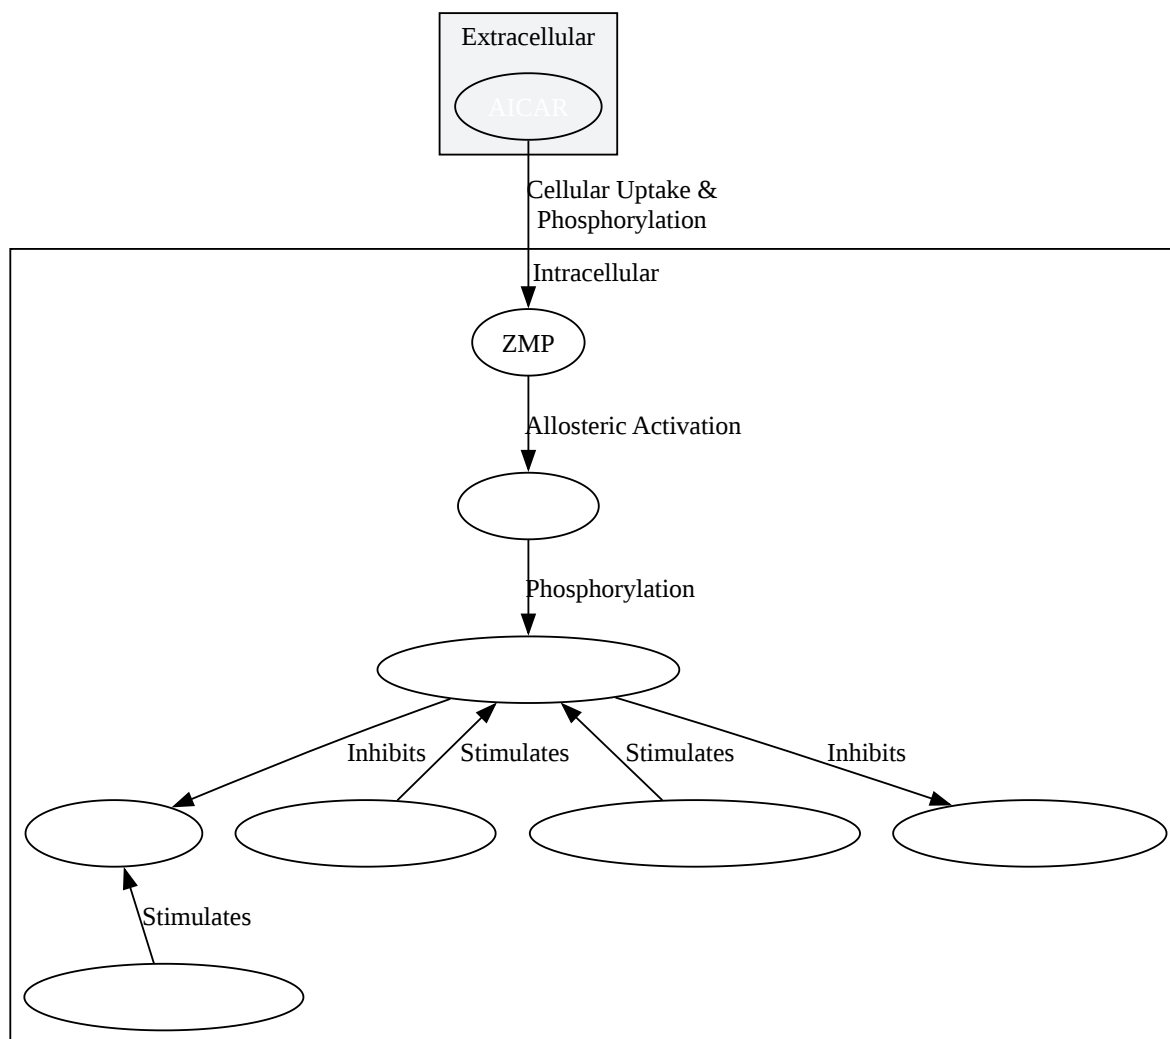 Extracellular
AICAR
Cellular Uptake &
Phosphorylation
Intracellular
ZMP
Allosteric Activation
Phosphorylation
Inhibits
Stimulates
Stimulates
Inhibits
Stimulates